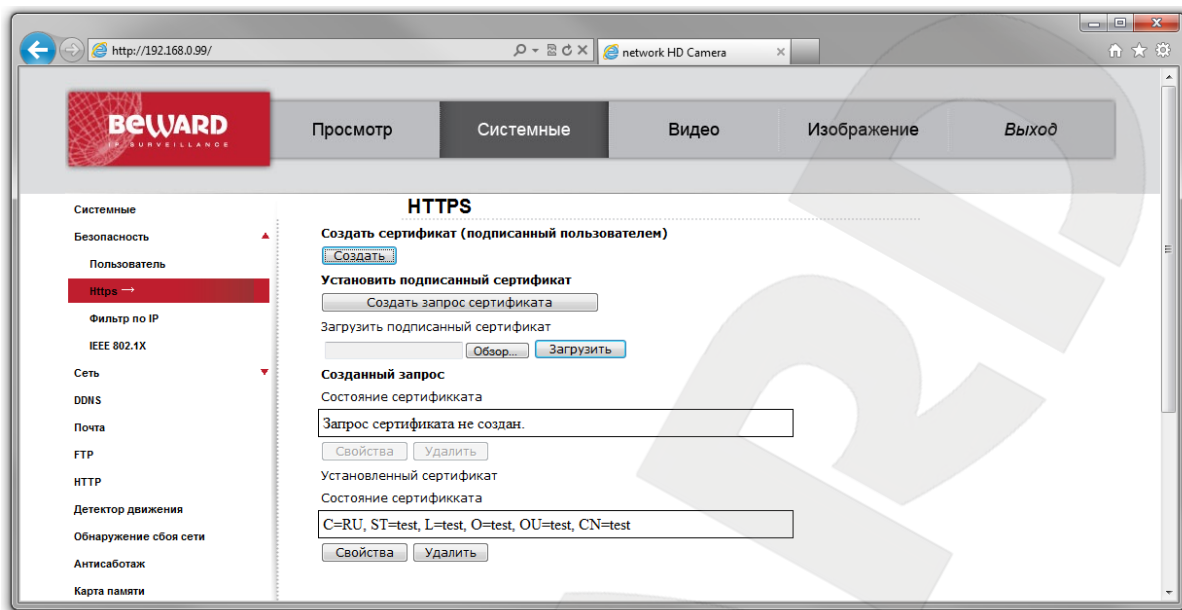 http://192.168.0.99/
network HD Camera
BEWARD
IP SURVEILLANCE
Просмотр
Системные
Видео
Изображение
Выход
Системные
Безопасность
Пользователь
Https →
Фильтр по IP
IEEE 802.1X
Сеть
DDNS
Почта
FTP
HTTP
Детектор движения
Обнаружение сбоя сети
Антисаботаж
Карта памяти
HTTPS
Создать сертификат (подписанный пользователем)
Создать
Установить подписанный сертификат
Создать запрос сертификата
Загрузить подписанный сертификат
Обзор... Загрузить
Созданный запрос
Состояние сертификката
Запрос сертификата не создан.
Свойства Удалить
Установленный сертификат
Состояние сертификката
C=RU, ST=test, L=test, O=test, OU=test, CN=test
Свойства Удалить